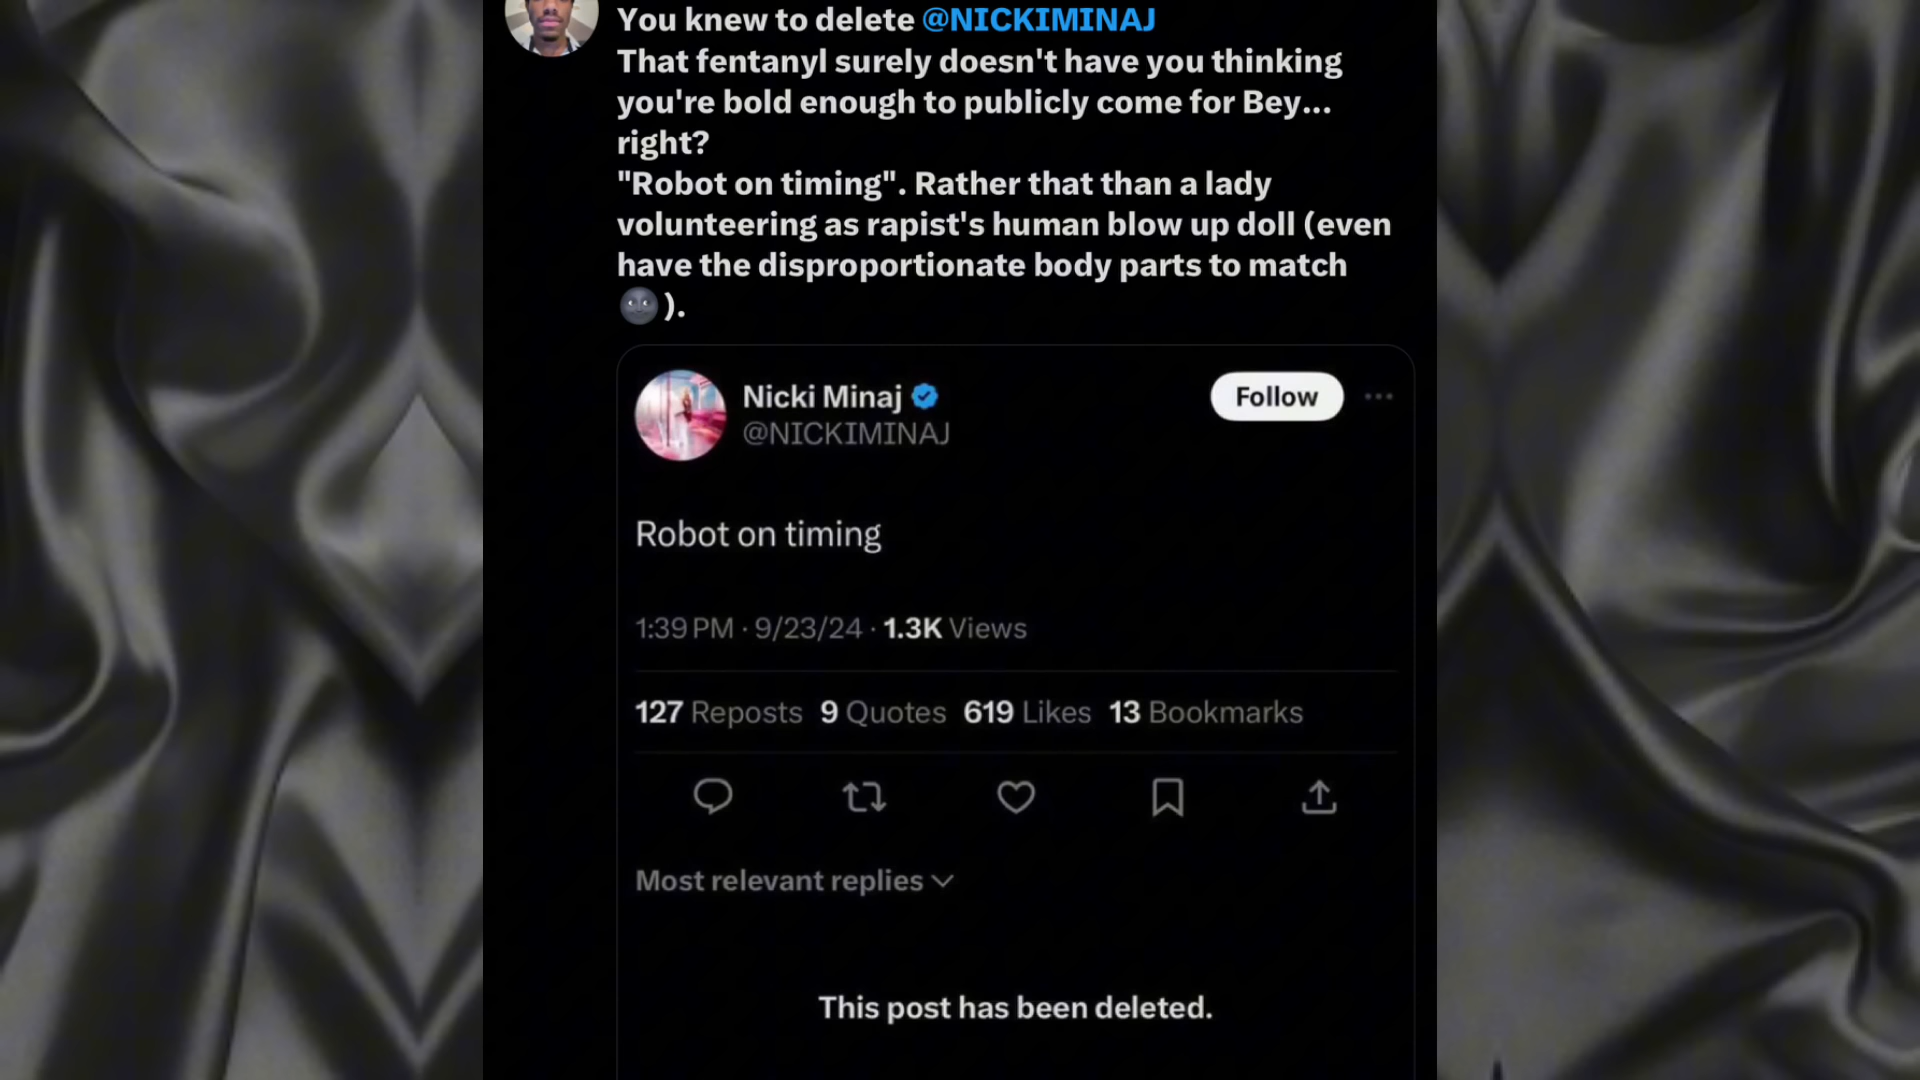 You knew to delete @NICKIMINAJ
That fentanyl surely doesn't have you thinking
you're bold enough to publicly come for Bey...
right?
"Robot on timing". Rather that than a lady
volunteering as rapist's human blow up doll (even
have the disproportionate body parts to match
🌚).
Nicki Minaj
Follow
@NICKIMINAJ
Robot on timing
1:39 PM · 9/23/24 · 1.3K Views
127 Reposts 9 Quotes 619 Likes 13 Bookmarks
Most relevant replies
This post has been deleted.